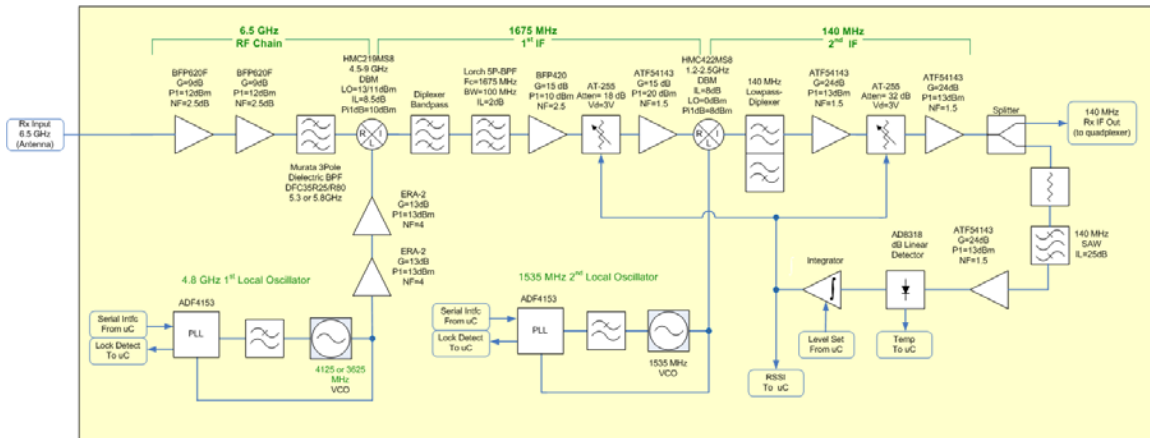 6.5 GHz
RF Chain
1675 MHz
1st IF
140 MHz
2nd IF
BFP620F
G=9dB
P1=12dBm
NF=2.5dB
BFP620F
G=9dB
P1=12dBm
NF=2.5dB
HMC219MS8
4.5-9 GHz
DBM
LO=13/11dBm
IL=8.5dB
Pi1dB=10dBm
Diplexer
Bandpass
Lorch 5P-BPF
Fc=1675 MHz
BW=100 MHz
IL=2dB
BFP420
G=15 dB
P1=10 dBm
NF=2.5
AT-255
Atten= 18 dB
Vd=3V
ATF54143
G=15 dB
P1=20 dBm
NF=1.5
HMC422MS8
1.2-2.5GHz
DBM
IL=8dB
LO=0dBm
Pi1dB=8dBm
140 MHz
Lowpass-
Diplexer
ATF54143
G=24dB
P1=13dBm
NF=1.5
AT-255
Atten= 32 dB
Vd=3V
ATF54143
G=24dB
P1=13dBm
NF=1.5
Splitter
140 MHz
Rx IF Out
(to quadplexer)
Rx Input
6.5 GHz
(Antenna)
R
I
L
R
I
L
Murata 3Pole
Dielectric BPF
DFC35R25/R80
5.3 or 5.8GHz
ERA-2
G=13dB
P1=13dBm
NF=4
ERA-2
G=13dB
P1=13dBm
NF=4
140 MHz
SAW
IL=25dB
ATF54143
G=24dB
P1=13dBm
NF=1.5
AD8318
dB Linear
Detector
Integrator
∫
4.8 GHz 1st Local Oscillator
ADF4153
Serial Intfc
From uC
Lock Detect
To uC
PLL
4125 or 3625
MHz
VCO
1535 MHz 2nd Local Oscillator
ADF4153
Serial Intfc
From uC
Lock Detect
To uC
PLL
1535 MHz
VCO
Level Set
From uC
Temp
To uC
RSSI
To uC